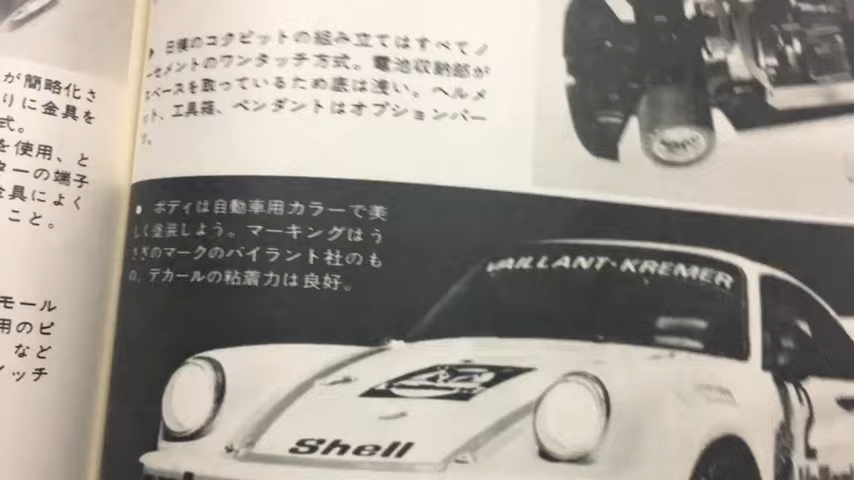 が簡略化さ
りに金具を
式。
を使用、と
ターの端子
金具によく
こと。
モール
用のピ
など
イッチ
日模のコクピットの組み立てはすべて
セメントのワンタッチ方式。電池収納部が
スペースを取っているため底は浅い。ヘルメ
ット、工具箱、ペンダントはオプションパー
ツ。
● ボディは自動車用カラーで美
しく塗装しよう。マーキングはう
さぎのマークのバイラント社のも
の。デカールの粘着力は良好。
VAILLANT-KREMER
Shell